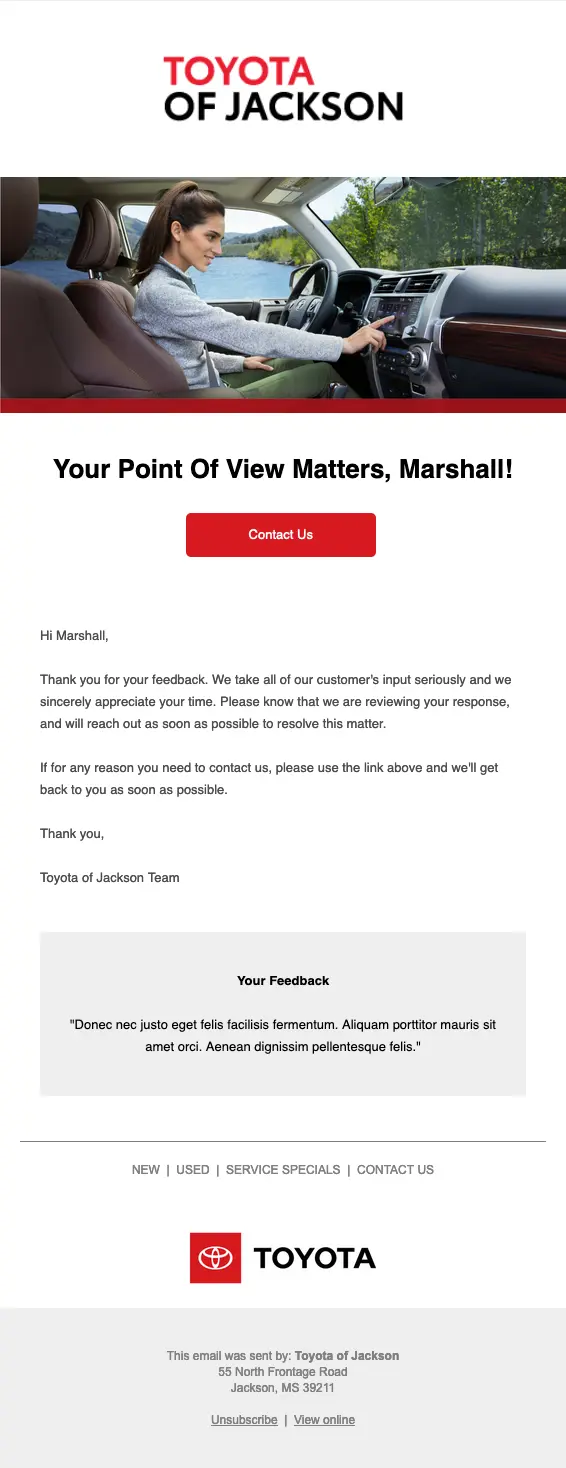 TOYOTA
OF JACKSON
Your Point Of View Matters, Marshall!
Contact Us
Hi Marshall,
Thank you for your feedback. We take all of our customer's input seriously and we
sincerely appreciate your time. Please know that we are reviewing your response,
and will reach out as soon as possible to resolve this matter.
If for any reason you need to contact us, please use the link above and we'll get
back to you as soon as possible.
Thank you,
Toyota of Jackson Team
Your Feedback
"Donec nec justo eget felis facilisis fermentum. Aliquam porttitor mauris sit
amet orci. Aenean dignissim pellentesque felis."
NEW | USED | SERVICE SPECIALS | CONTACT US
TOYOTA
This email was sent by: Toyota of Jackson
55 North Frontage Road
Jackson, MS 39211
Unsubscribe | View online